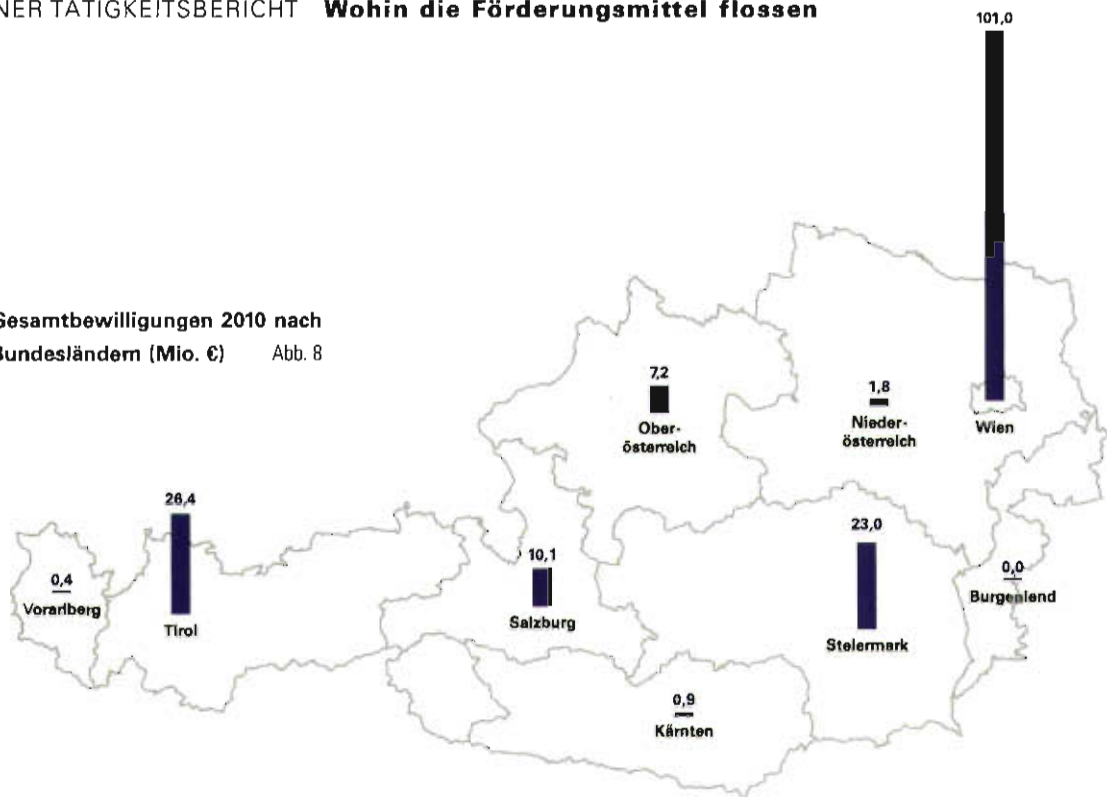 NER TÄTIGKEITSBERICHT Wohin die Förderungsmittel flossen
101,0
Gesamtbewilligungen 2010 nach
Bundesländern (Mio. €) Abb. 8
7,2
Ober-
österreich
1,8
Nieder-
österreich
Wien
26,4
Tirol
23,0
Steiermark
0,4
Vorarlberg
10,1
Salzburg
0,0
Burgenland
0,9
Kärnten